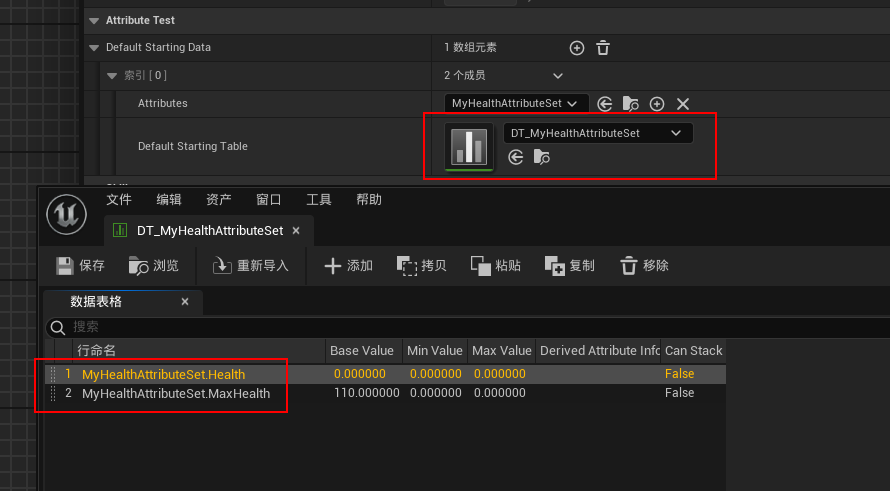 Attribute Test
Default Starting Data 1 数组元素
索引 [ 0 ] 2 个成员
Attributes MyHealthAttributeSet
Default Starting Table DT_MyHealthAttributeSet
文件 编辑 资产 窗口 工具 帮助
DT_MyHealthAttributeSet
保存 浏览 重新导入 添加 拷贝 粘贴 复制 移除
数据表格
搜索
行命名 Base Value Min Value Max Value Derived Attribute Info Can Stack
1 MyHealthAttributeSet.Health 0.000000 0.000000 0.000000 False
2 MyHealthAttributeSet.MaxHealth 110.000000 0.000000 0.000000 False